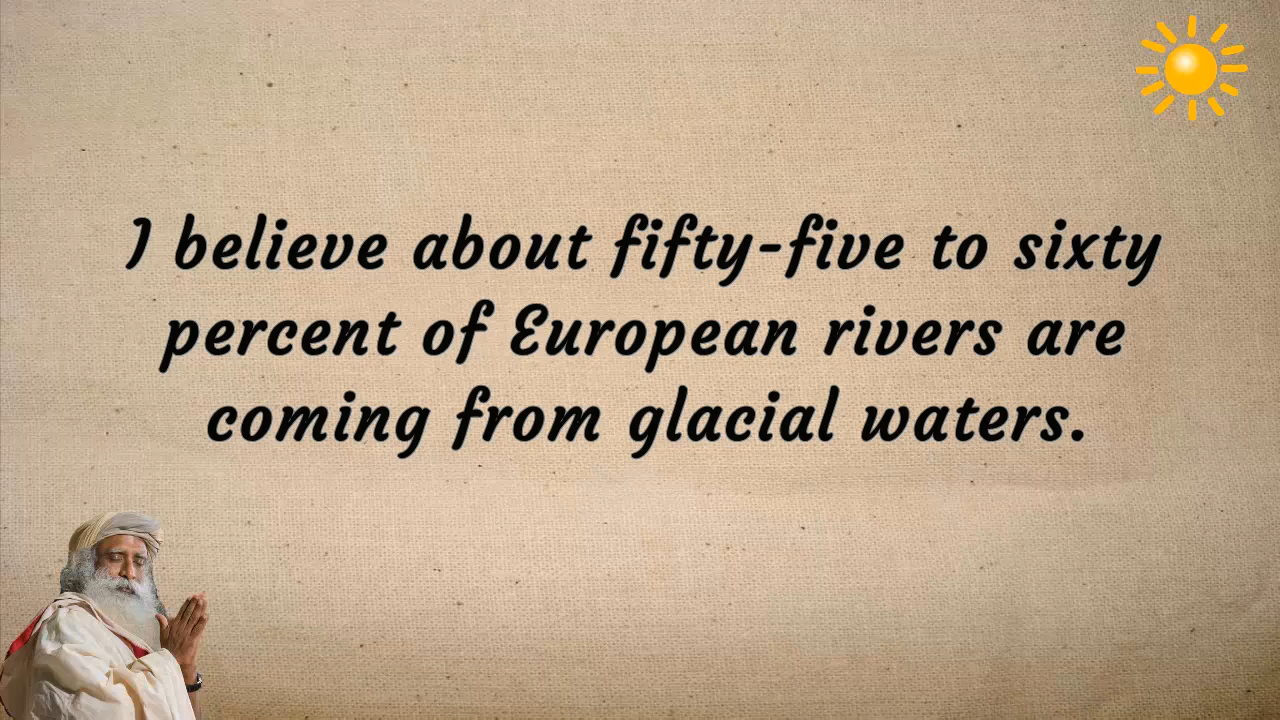 I believe about fifty-five to sixty
percent of European rivers are
coming from glacial waters.